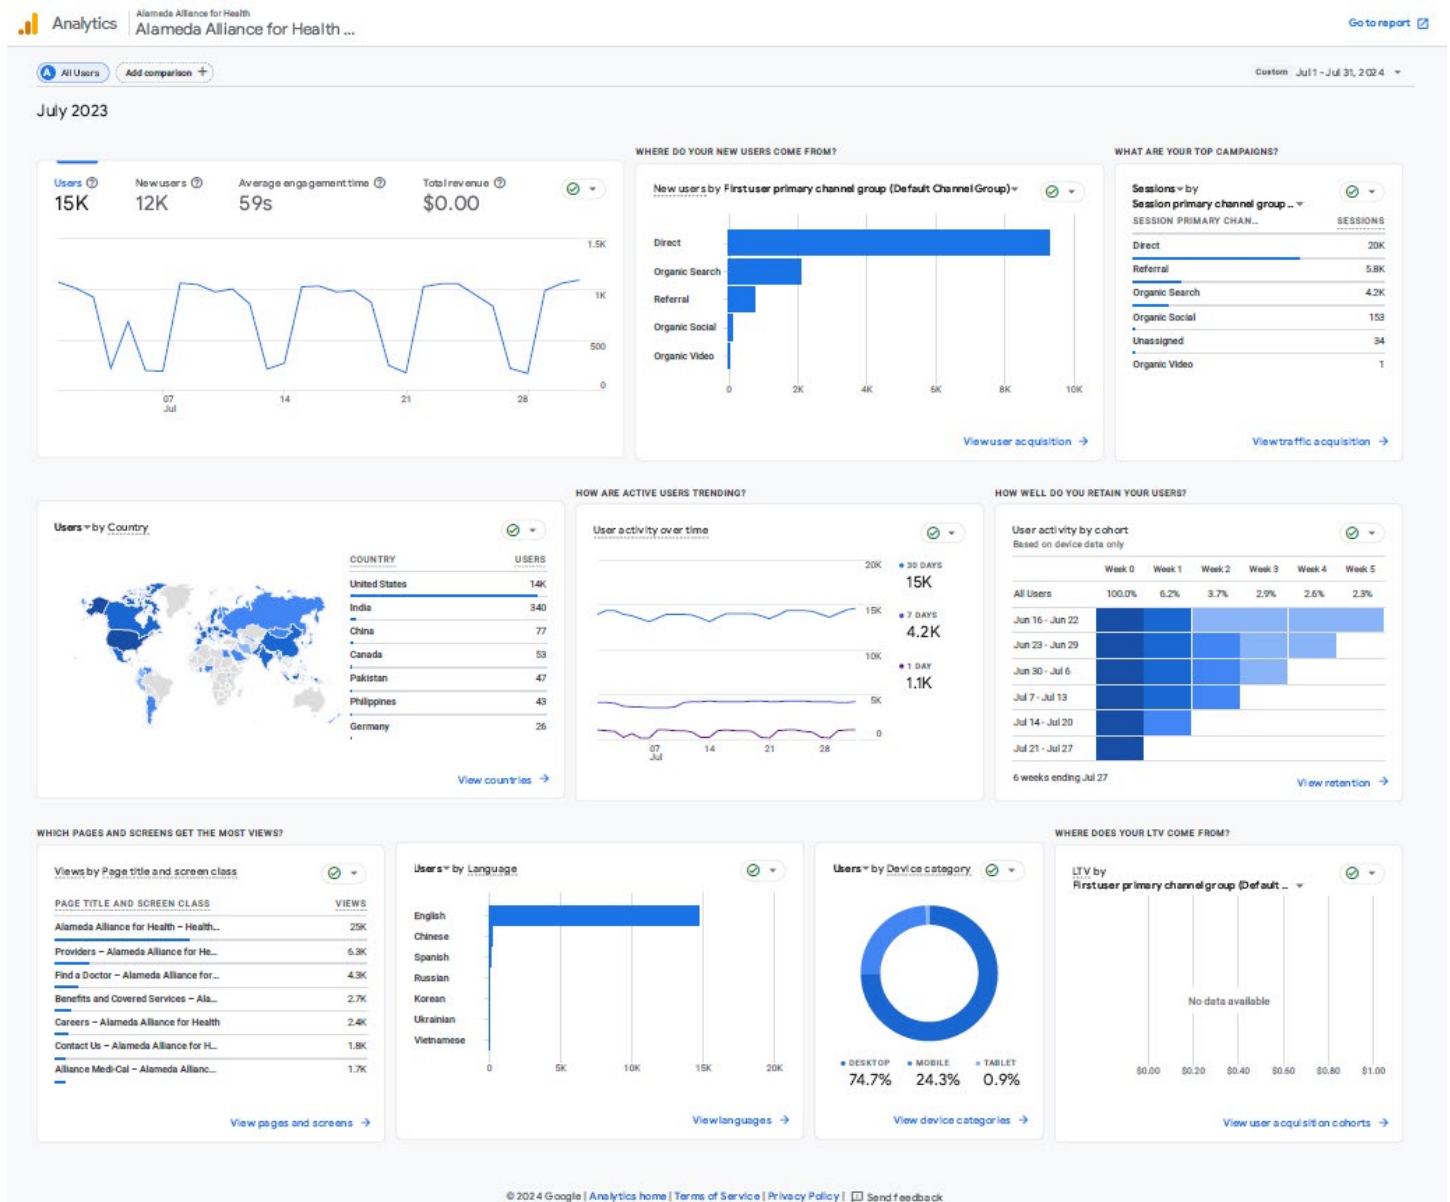 Analytics
Alameda Alliance for Health
Alameda Alliance for Health ...
Go to report
A All Users
Add comparison +
Custom Jul 1 - Jul 31, 2024
July 2023
Users
15K
New users
12K
Average engagement time
59s
Total revenue
$0.00
1.5K
1K
500
0
07
Jul
14
21
28
WHERE DO YOUR NEW USERS COME FROM?
New users by First user primary channel group (Default Channel Group)
Direct
Organic Search
Referral
Organic Social
Organic Video
0 2K 4K 6K 8K 10K
View user acquisition
WHAT ARE YOUR TOP CAMPAIGNS?
Sessions by
Session primary channel group ...
SESSION PRIMARY CHAN... SESSIONS
Direct 20K
Referral 5.8K
Organic Search 4.2K
Organic Social 153
Unassigned 34
Organic Video 1
View traffic acquisition
Users by Country
COUNTRY USERS
United States 14K
India 340
China 77
Canada 53
Pakistan 47
Philippines 43
Germany 26
View countries
HOW ARE ACTIVE USERS TRENDING?
User activity over time
20K
15K
10K
5K
0
07
Jul
14
21
28
30 DAYS
15K
7 DAYS
4.2K
1 DAY
1.1K
HOW WELL DO YOU RETAIN YOUR USERS?
User activity by cohort
Based on device data only
Week 0 Week 1 Week 2 Week 3 Week 4 Week 5
All Users 100.0% 6.2% 3.7% 2.9% 2.6% 2.3%
Jun 16 - Jun 22
Jun 23 - Jun 29
Jun 30 - Jul 6
Jul 7 - Jul 13
Jul 14 - Jul 20
Jul 21 - Jul 27
6 weeks ending Jul 27
View retention
WHICH PAGES AND SCREENS GET THE MOST VIEWS?
Views by Page title and screen class
PAGE TITLE AND SCREEN CLASS VIEWS
Alameda Alliance for Health – Health... 25K
Providers – Alameda Alliance for He... 6.3K
Find a Doctor – Alameda Alliance for... 4.3K
Benefits and Covered Services – Ala... 2.7K
Careers – Alameda Alliance for Health 2.4K
Contact Us – Alameda Alliance for H... 1.8K
Alliance Medi-Cal – Alameda Allianc... 1.7K
View pages and screens
Users by Language
English
Chinese
Spanish
Russian
Korean
Ukrainian
Vietnamese
0 5K 10K 15K 20K
View languages
Users by Device category
DESKTOP
74.7%
MOBILE
24.3%
TABLET
0.9%
View device categories
WHERE DOES YOUR LTV COME FROM?
LTV by
First user primary channel group (Default ...
No data available
$0.00 $0.20 $0.40 $0.60 $0.80 $1.00
View user acquisition cohorts
© 2024 Google | Analytics home | Terms of Service | Privacy Policy | Send feedback